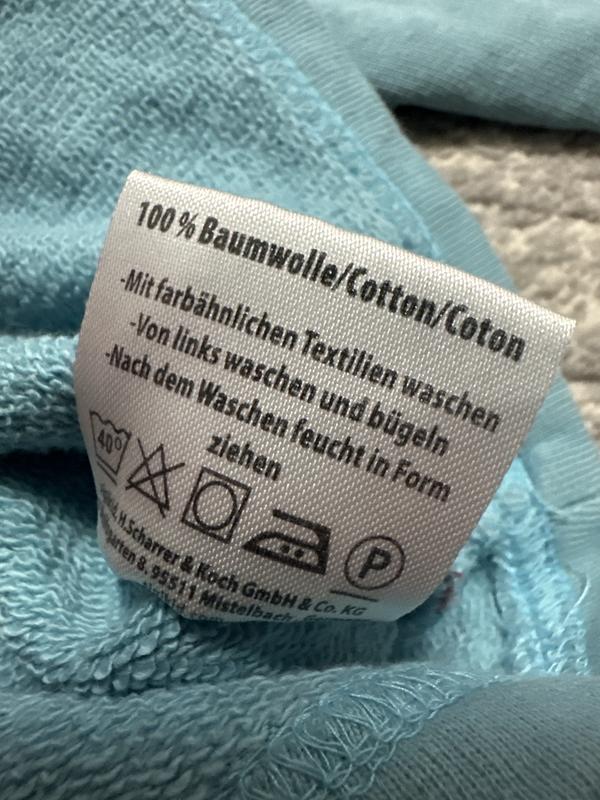 100 % Baumwolle/Cotton/Coton
-Mit farbähnlichen Textilien waschen
-Von links waschen und bügeln
-Nach dem Waschen feucht in Form
ziehen
40°
P
H.Scharrer & Koch GmbH & Co. KG
8, 95511 Mistelbach,